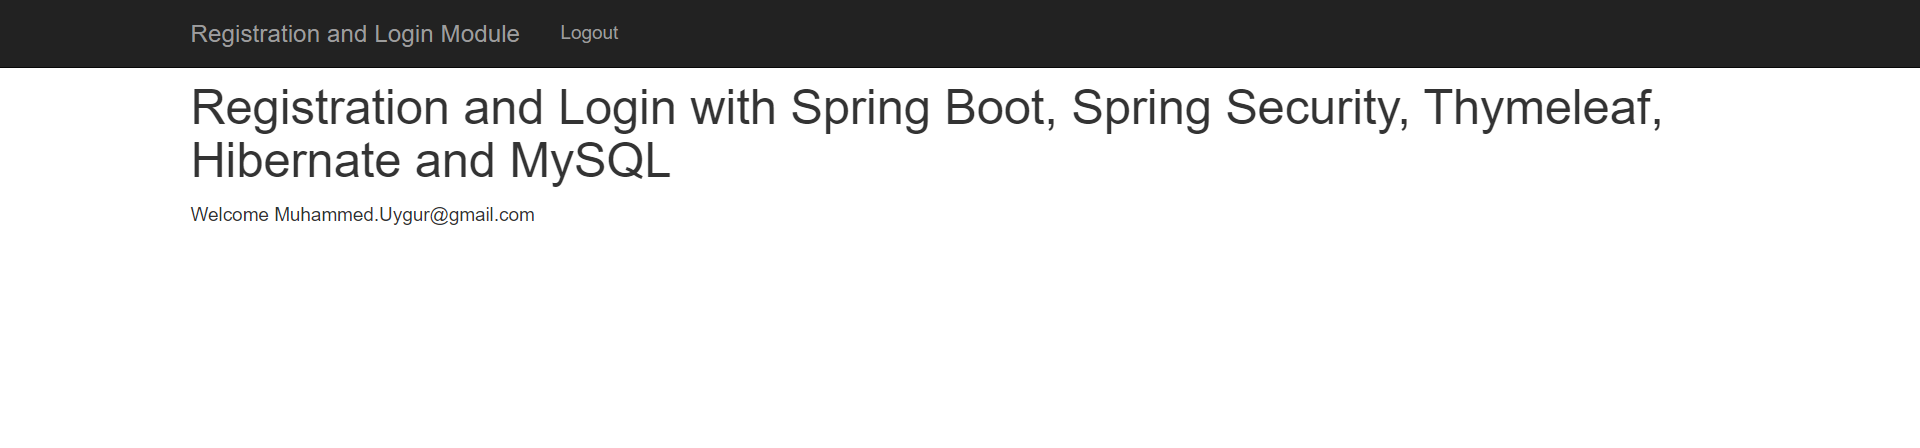 Registration and Login Module Logout
Registration and Login with Spring Boot, Spring Security, Thymeleaf,
Hibernate and MySQL
Welcome Muhammed.Uygur@gmail.com